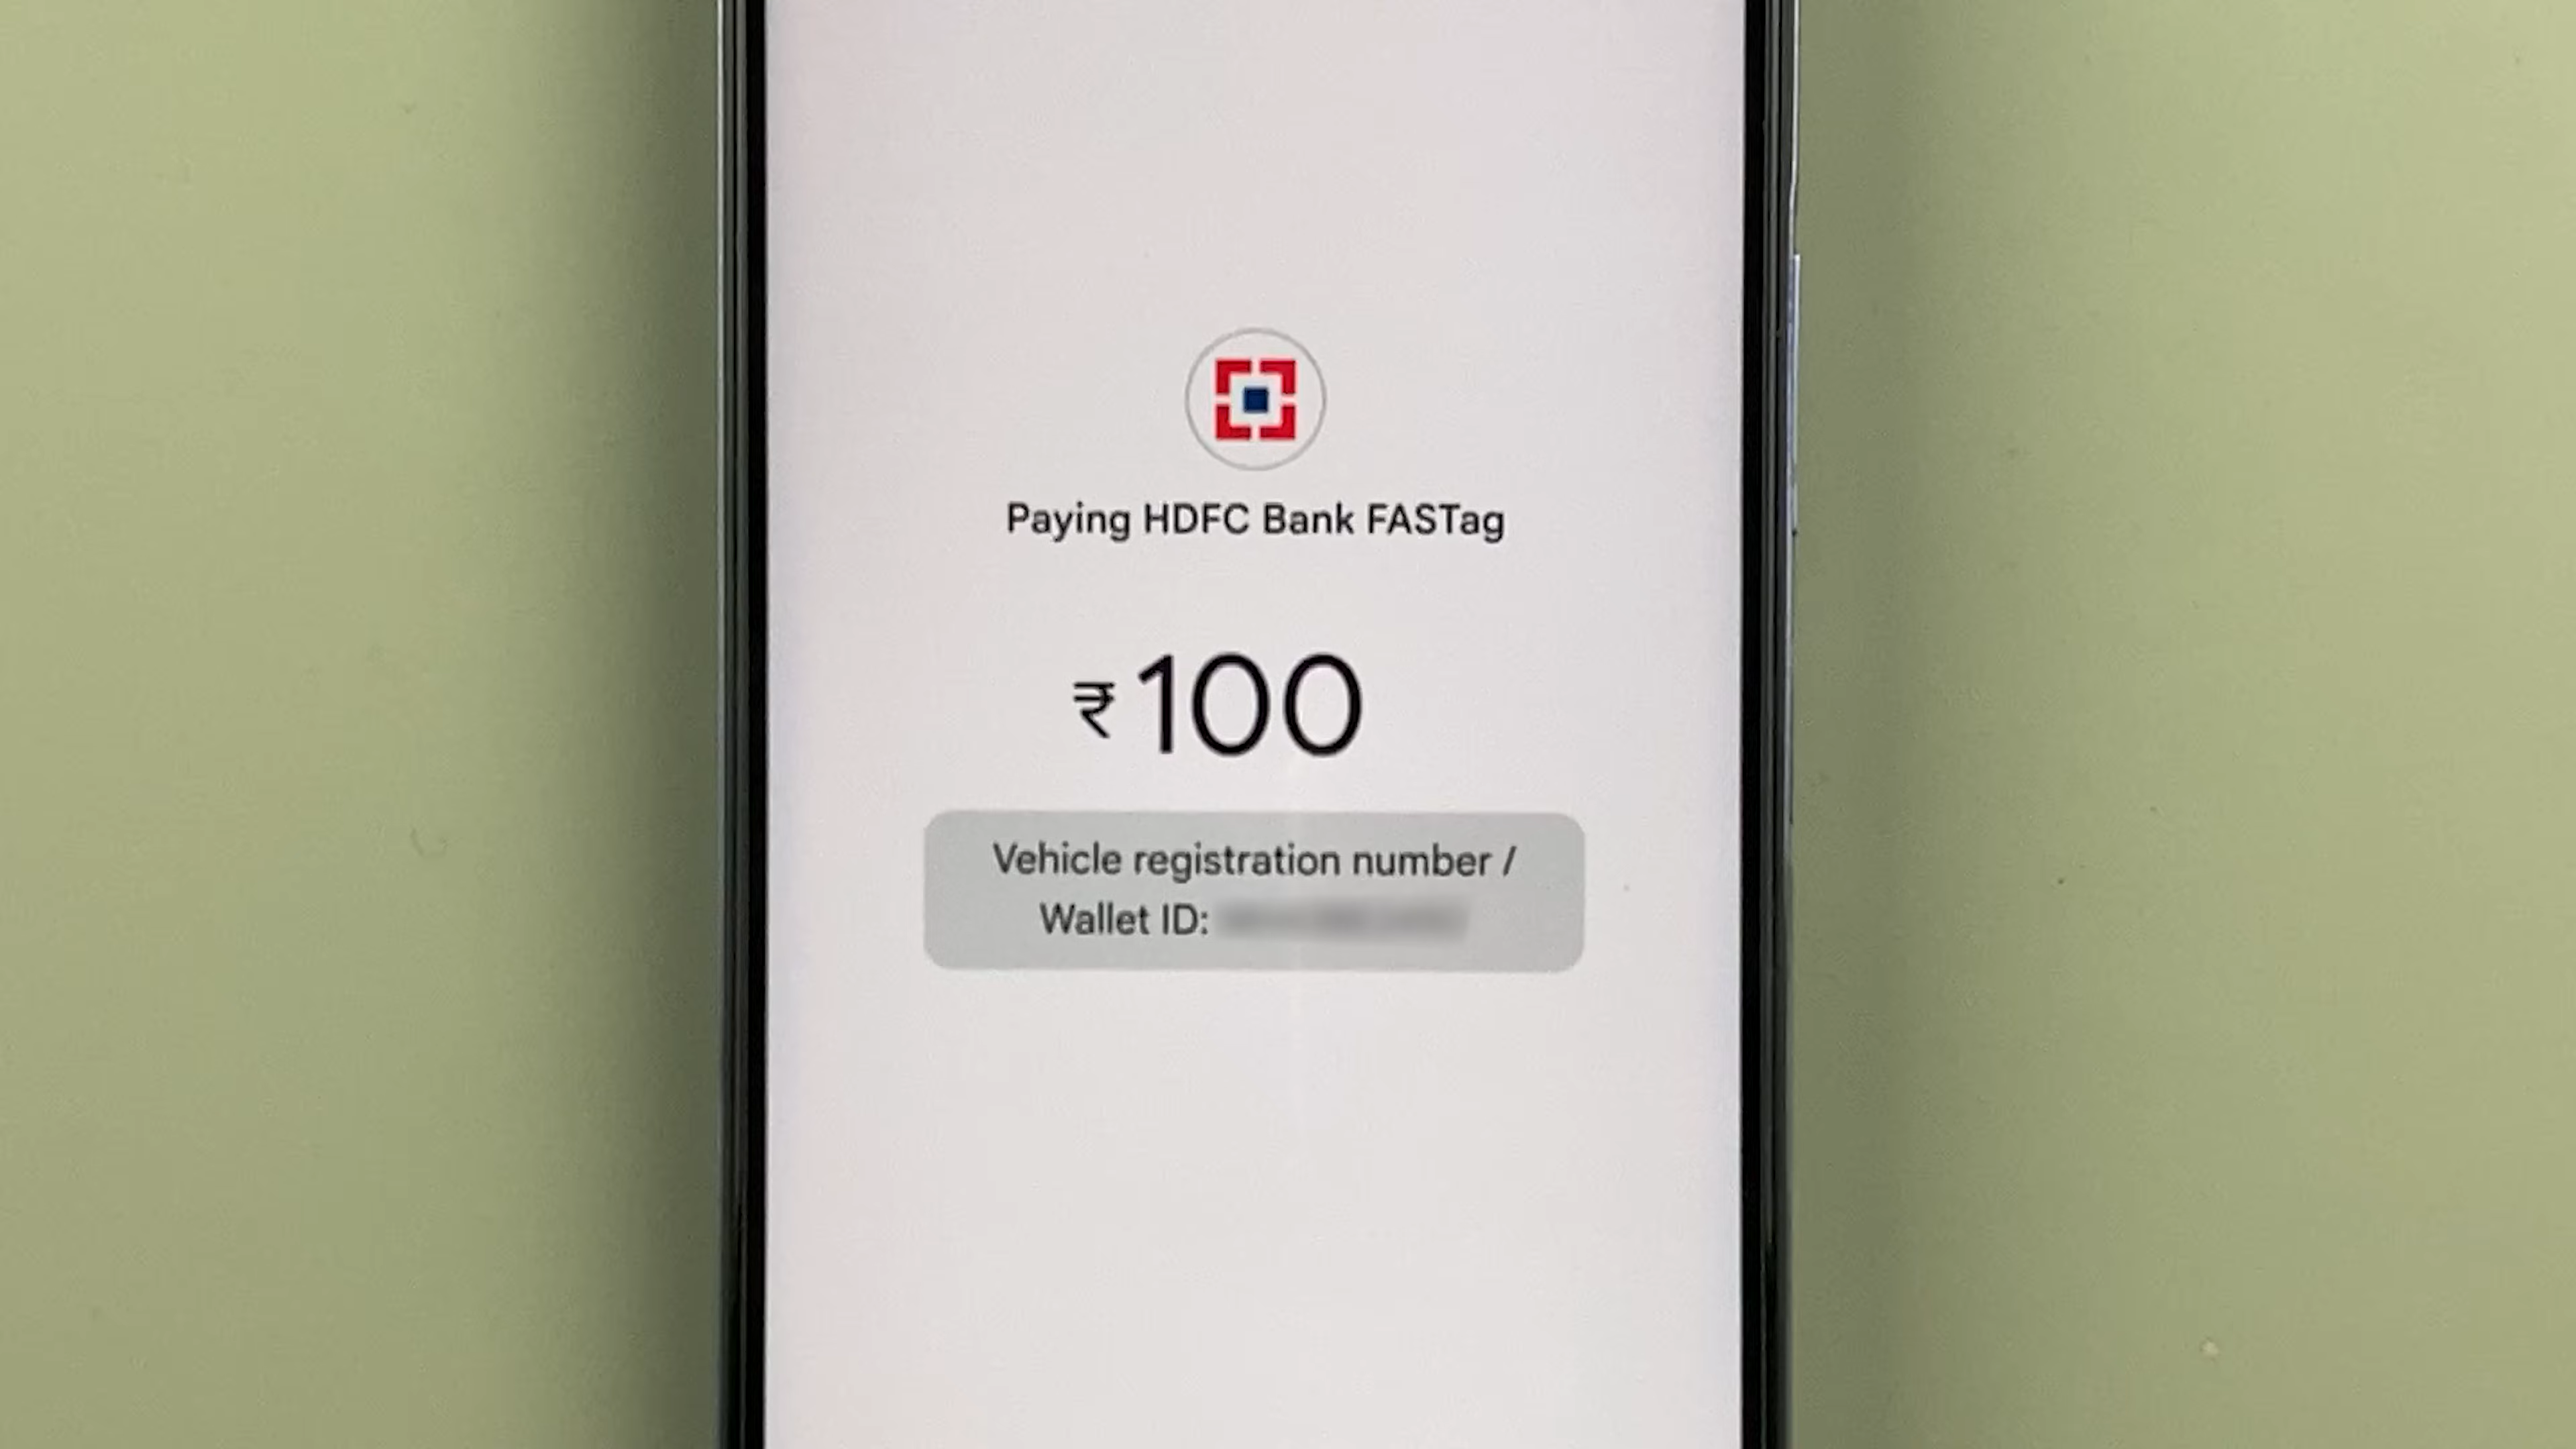 Paying HDFC Bank FASTag
₹100
Vehicle registration number /
Wallet ID: